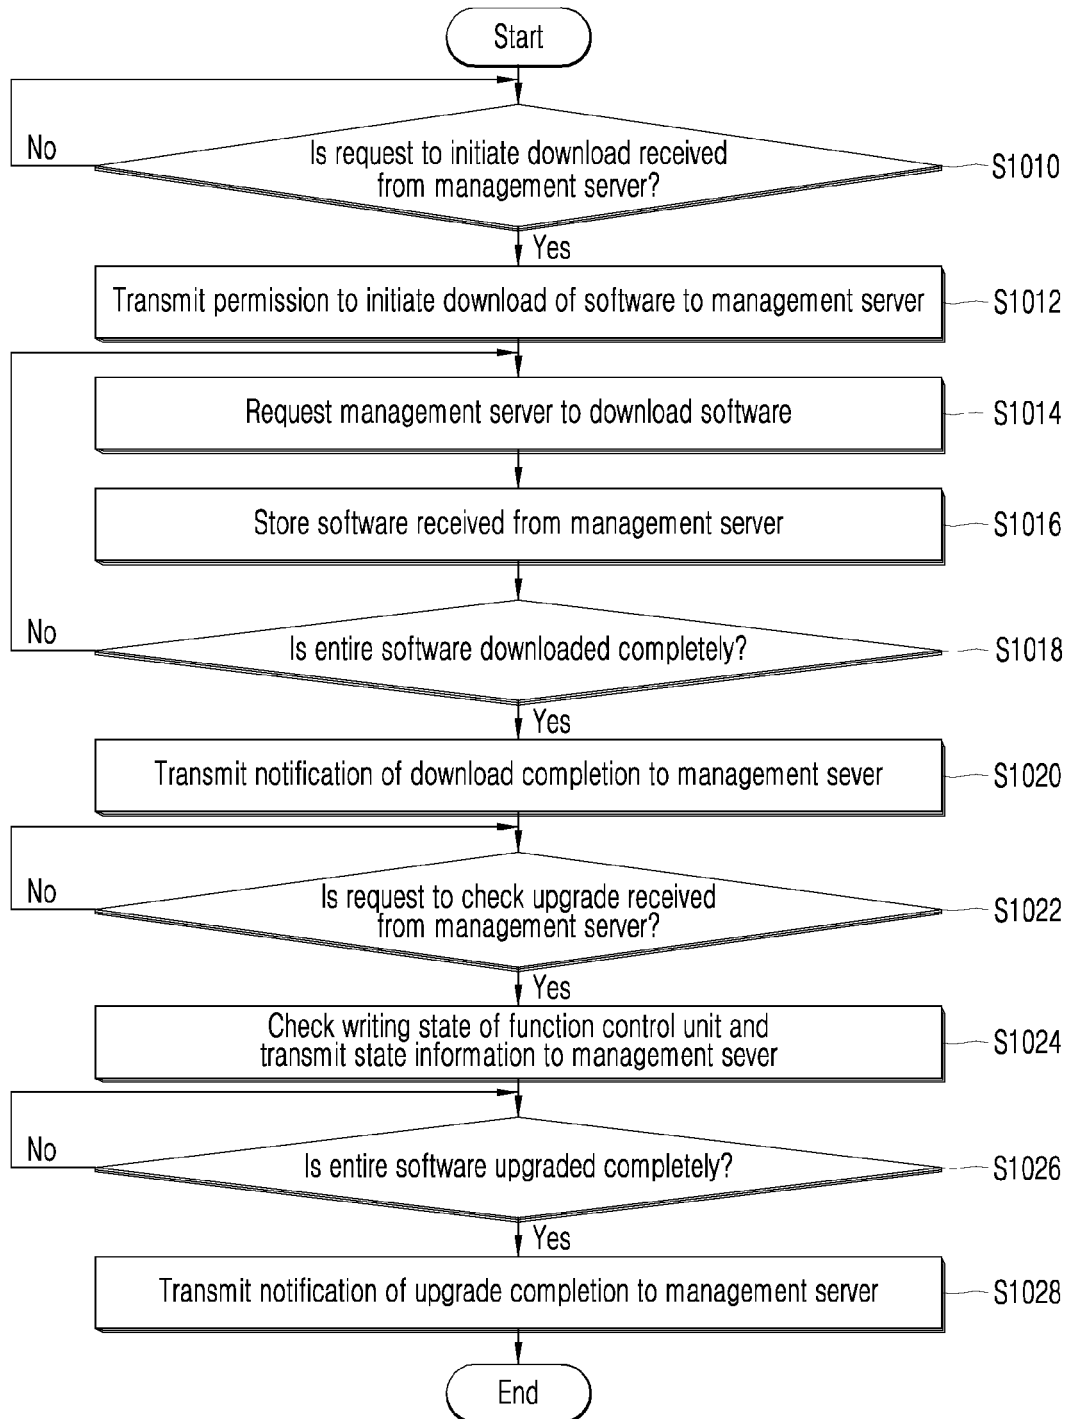 Start
No
Is request to initiate download received
from management server?
S1010
Yes
Transmit permission to initiate download of software to management server
S1012
Request management server to download software
S1014
Store software received from management server
S1016
No
Is entire software downloaded completely?
S1018
Yes
Transmit notification of download completion to management sever
S1020
No
Is request to check upgrade received
from management server?
S1022
Yes
Check writing state of function control unit and
transmit state information to management sever
S1024
No
Is entire software upgraded completely?
S1026
Yes
Transmit notification of upgrade completion to management server
S1028
End